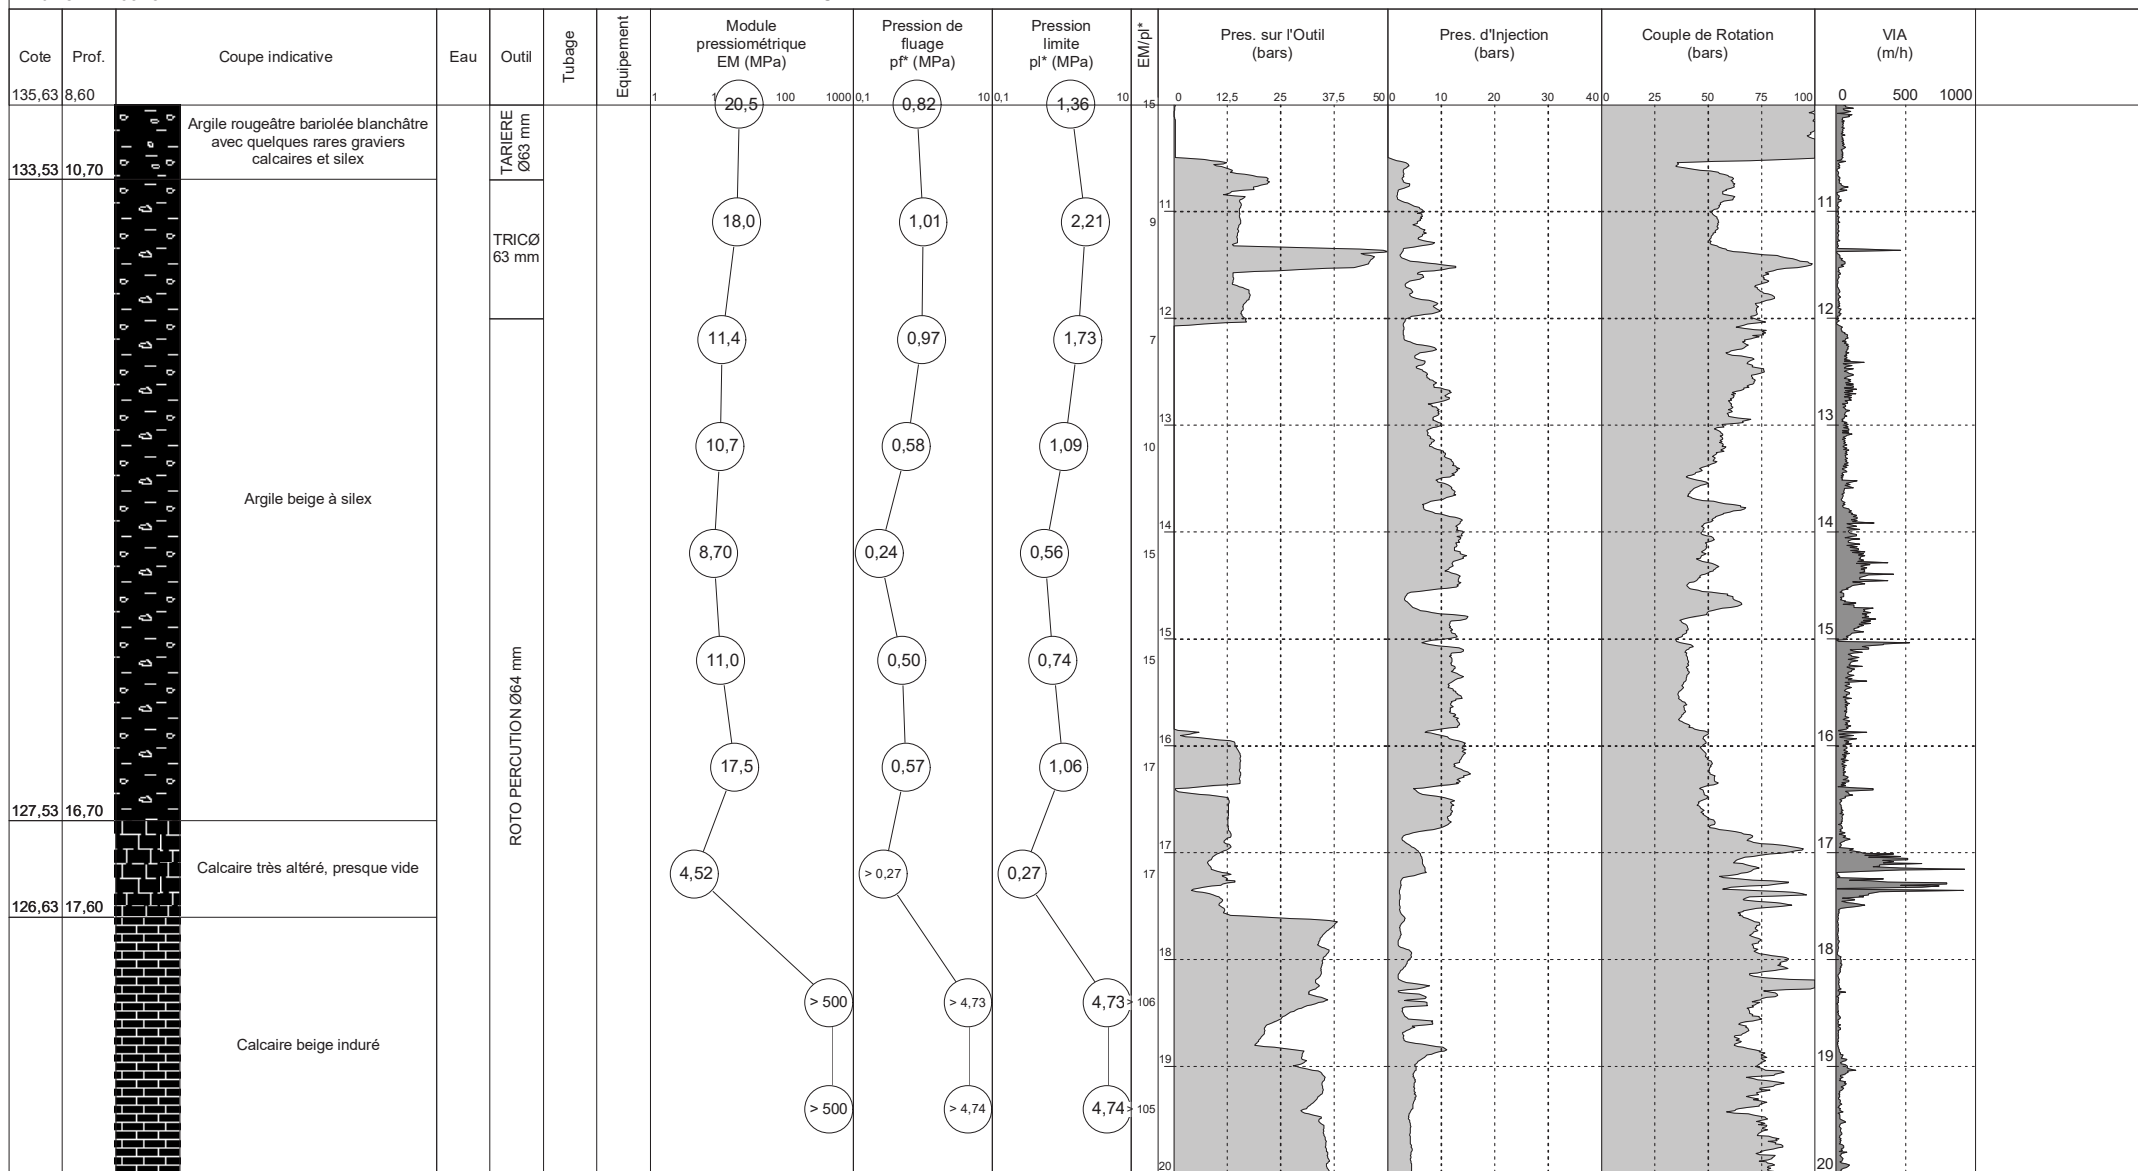 Cote
Prof.
Coupe indicative
Eau
Outil
Tubage
Equipement
Module
pressiométrique
EM (MPa)
Pression de
fluage
pf* (MPa)
Pression
limite
pl* (MPa)
EM/pl*
Pres. sur l'Outil
(bars)
Pres. d'Injection
(bars)
Couple de Rotation
(bars)
VIA
(m/h)
135,63 8,60
1 100 1000
0,1 10
0,1 10
0 12,5 25 37,5 50
0 10 20 30 40
0 25 50 75 100
0 500 1000
20,5 0,82 1,36 15
Argile rougeâtre bariolée blanchâtre
avec quelques rares graviers
calcaires et silex
TARIERE
Ø63 mm
133,53 10,70
11 11
18,0 1,01 2,21 9
TRICØ
63 mm
12 12
11,4 0,97 1,73 7
13 13
10,7 0,58 1,09 10
Argile beige à silex
14 14
8,70 0,24 0,56 15
15 15
11,0 0,50 0,74 15
ROTO PERCUTION Ø64 mm
16 16
17,5 0,57 1,06 17
127,53 16,70
17 17
Calcaire très altéré, presque vide
4,52 > 0,27 0,27 17
126,63 17,60
18 18
> 500 > 4,73 4,73 > 106
Calcaire beige induré
19 19
> 500 > 4,74 4,74 > 105
20 20